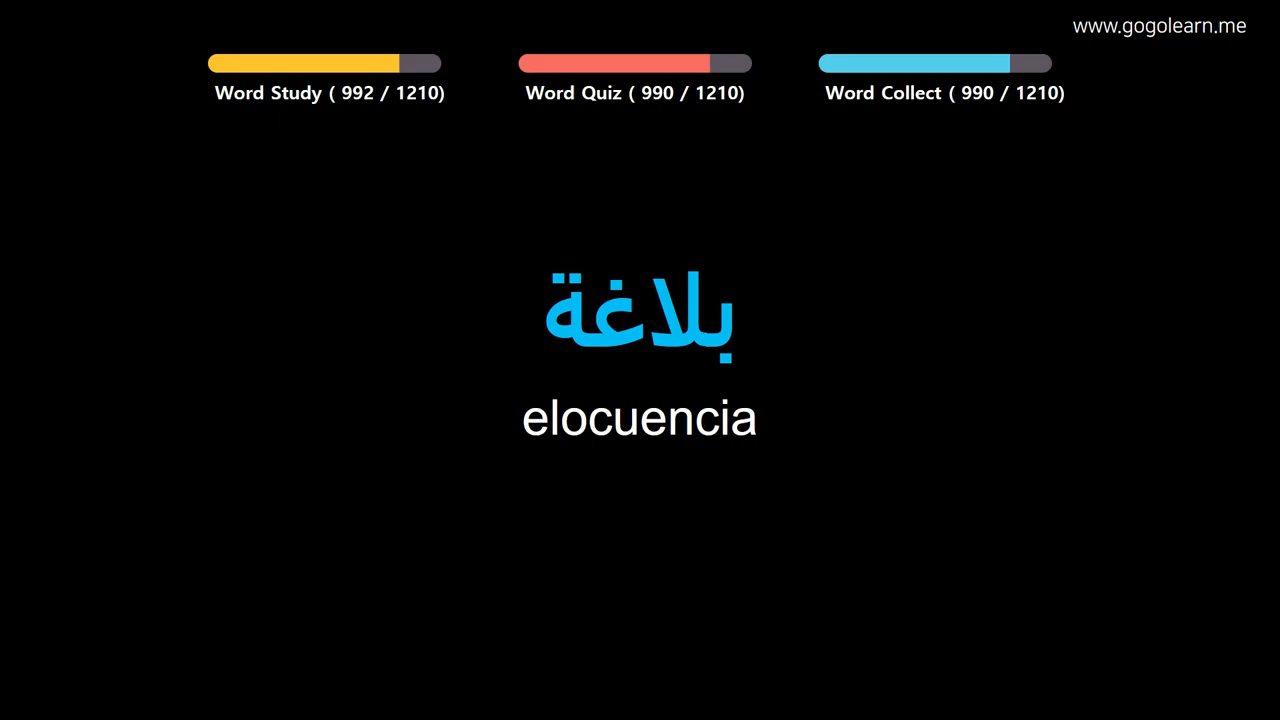 www.gogolearn.me
Word Study ( 992 / 1210)
Word Quiz ( 990 / 1210)
Word Collect ( 990 / 1210)
بلاغة
elocuencia